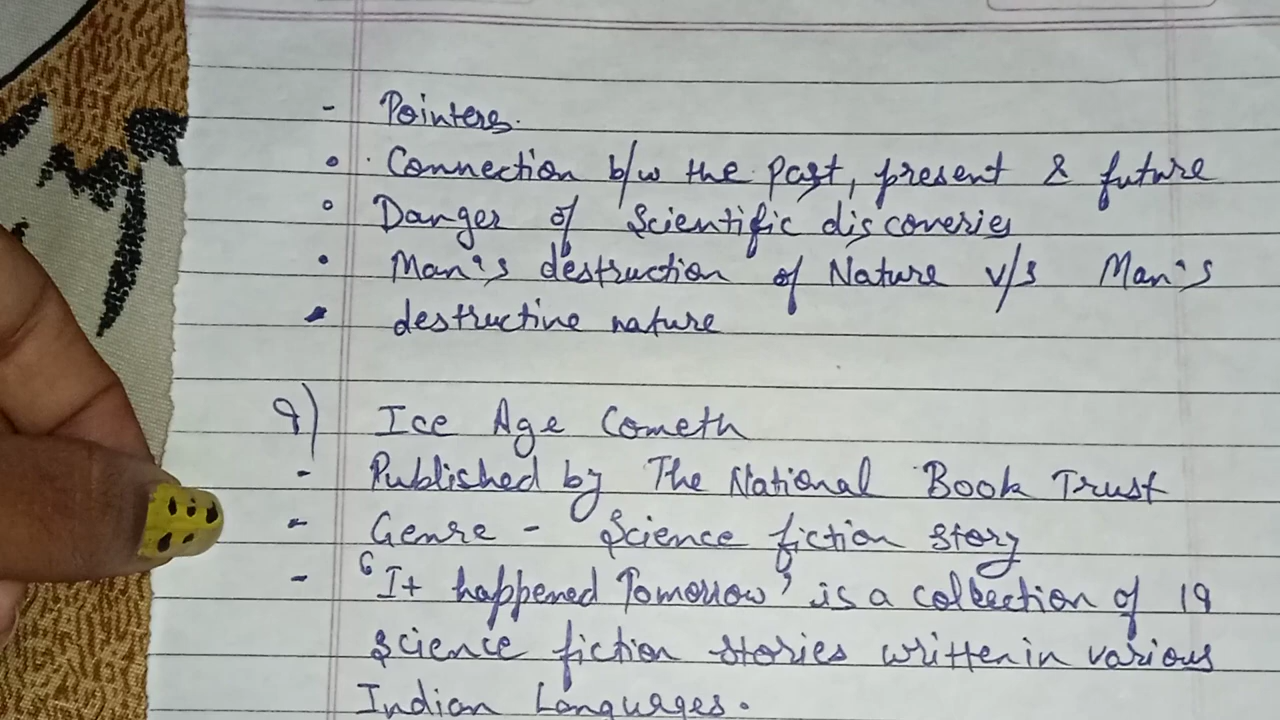 - Pointers.
• Connection b/w the past, present & future
• Danger of Scientific discoveries
• Man's destruction of Nature v/s Man's
• destructive nature
9) Ice Age Cometh
- Published by The National Book Trust
- Genre - Science fiction story
- 'It happened Tomorrow' is a collection of 19
science fiction stories written in various
Indian Languages.